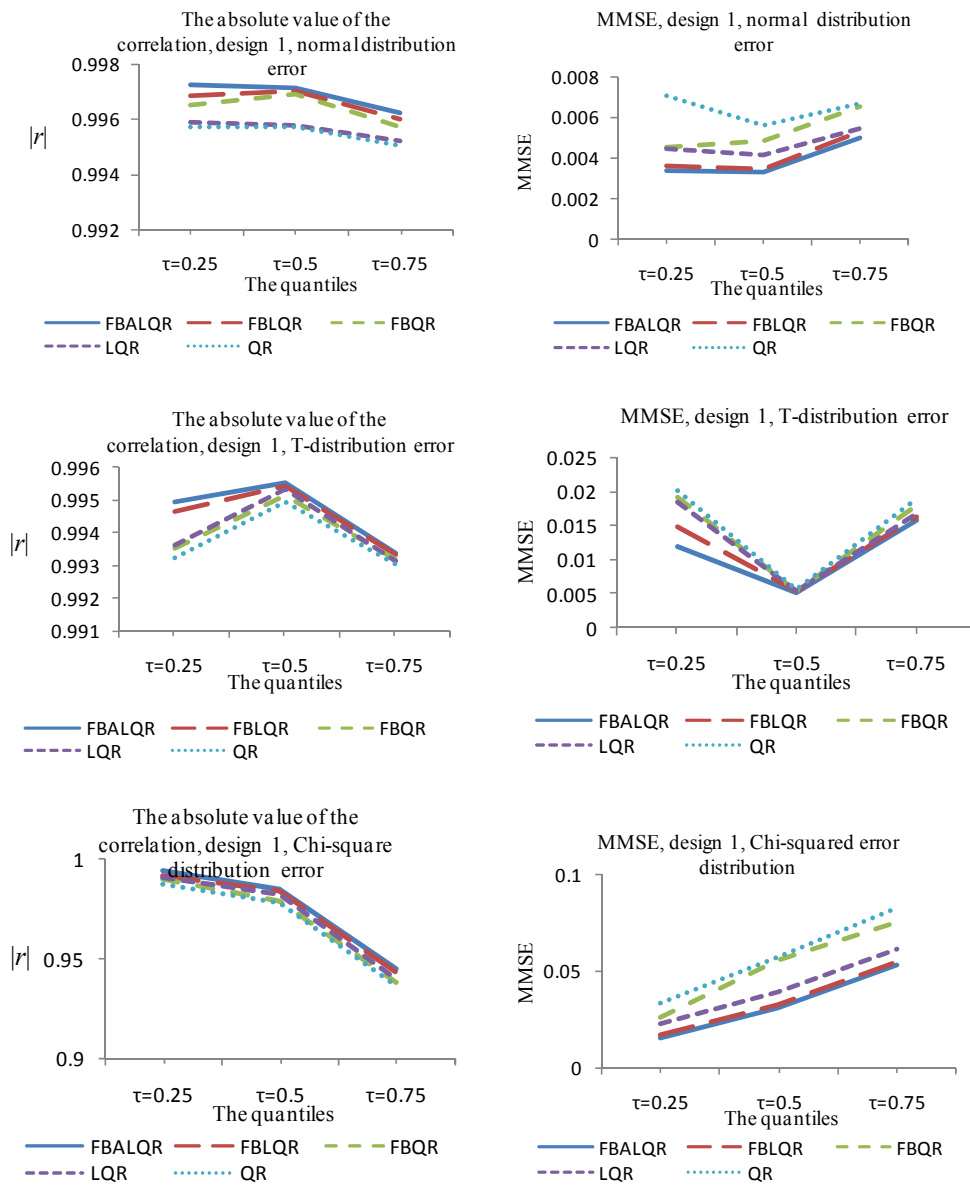 The absolute value of the
correlation, design 1, normal distribution
error
0.998
0.996
0.994
0.992
|r|
τ=0.25 τ=0.5 τ=0.75
The quantiles
FBALQR FBLQR FBQR
LQR QR
MMSE, design 1, normal distribution
error
0.008
0.006
0.004
0.002
0
MMSE
τ=0.25 τ=0.5 τ=0.75
The quantiles
FBALQR FBLQR FBQR
LQR QR
The absolute value of the
correlation, design 1, T-distribution error
0.996
0.995
0.994
0.993
0.992
0.991
|r|
τ=0.25 τ=0.5 τ=0.75
The quantiles
FBALQR FBLQR FBQR
LQR QR
MMSE, design 1, T-distribution error
0.025
0.02
0.015
0.01
0.005
0
MMSE
τ=0.25 τ=0.5 τ=0.75
The quantiles
FBALQR FBLQR FBQR
LQR QR
The absolute value of the
correlation, design 1, Chi-square
distribution error
1
0.95
0.9
|r|
τ=0.25 τ=0.5 τ=0.75
The quantiles
FBALQR FBLQR FBQR
LQR QR
MMSE, design 1, Chi-squared error
distribution
0.1
0.05
0
MMSE
τ=0.25 τ=0.5 τ=0.75
The quantiles
FBALQR FBLQR FBQR
LQR QR